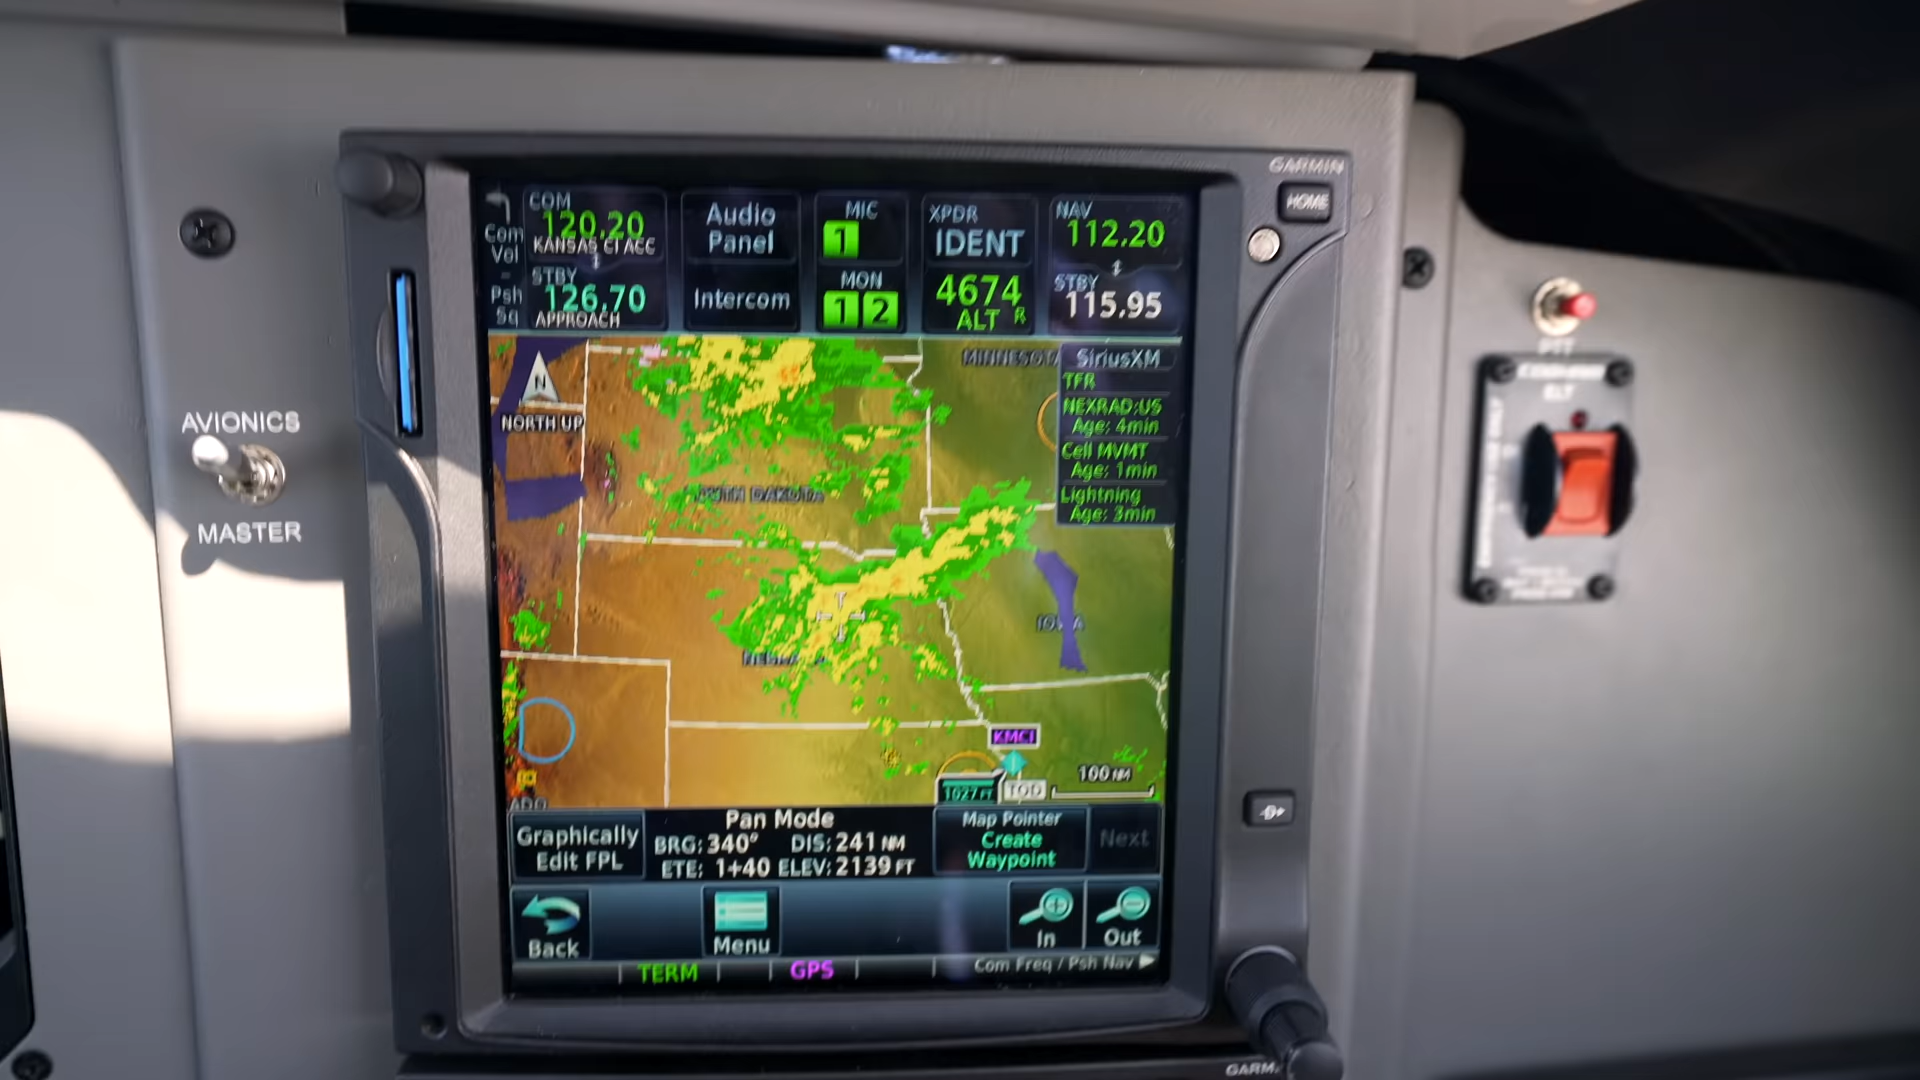 GARMIN
HOME
COM
120.20
KANSAS CI ACC
Com
Vol
-
Psh
Sq
STBY
126.70
APPROACH
Audio
Panel
Intercom
MIC
1
MON
1 2
XPDR
IDENT
4674
ALT R
NAV
112.20
STBY
115.95
N
NORTH UP
SiriusXM
TFR
NEXRAD:US
Age: 4min
Cell MVMT
Age: 1min
Lightning
Age: 3min
KMCI
1027 FT
TOD
100 NM
Graphically
Edit FPL
Pan Mode
BRG: 340° DIS: 241 NM
ETE: 1+40 ELEV: 2139 FT
Map Pointer
Create
Waypoint
Next
Back
Menu
In
Out
TERM
GPS
Com Freq / Psh Nav
AVIONICS
MASTER
ELT